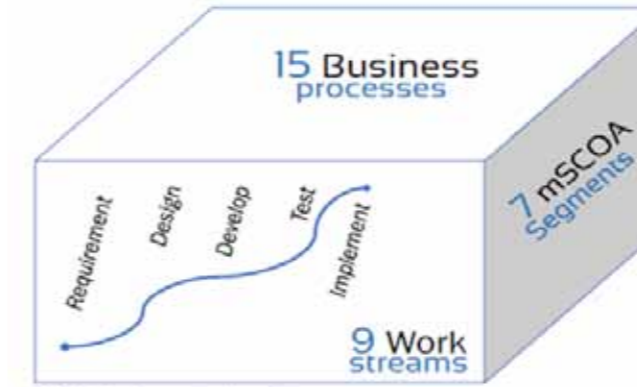 15 Business
processes
Requirement
Design
Develop
Test
Implement
7 mSCOA
Segments
9 Work
streams